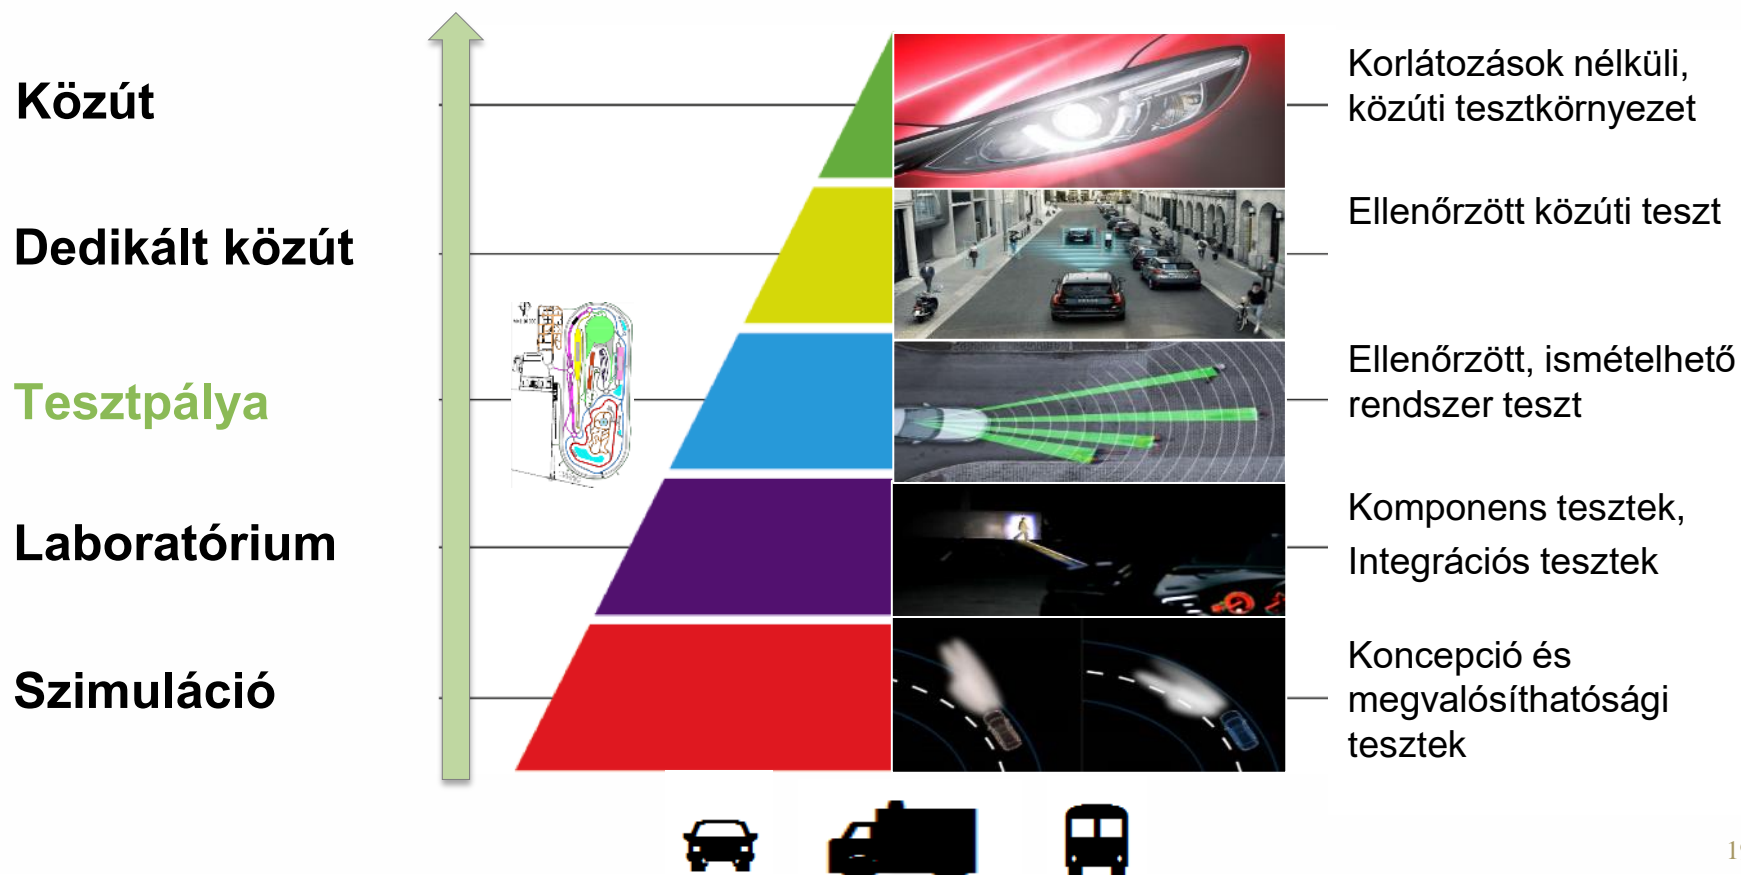 Közút
Korlátozások nélküli,
közúti tesztkörnyezet
Dedikált közút
Ellenőrzött közúti teszt
Tesztpálya
Ellenőrzött, ismételhető
rendszer teszt
Laboratórium
Komponens tesztek,
Integrációs tesztek
Szimuláció
Koncepció és
megvalósíthatósági
tesztek